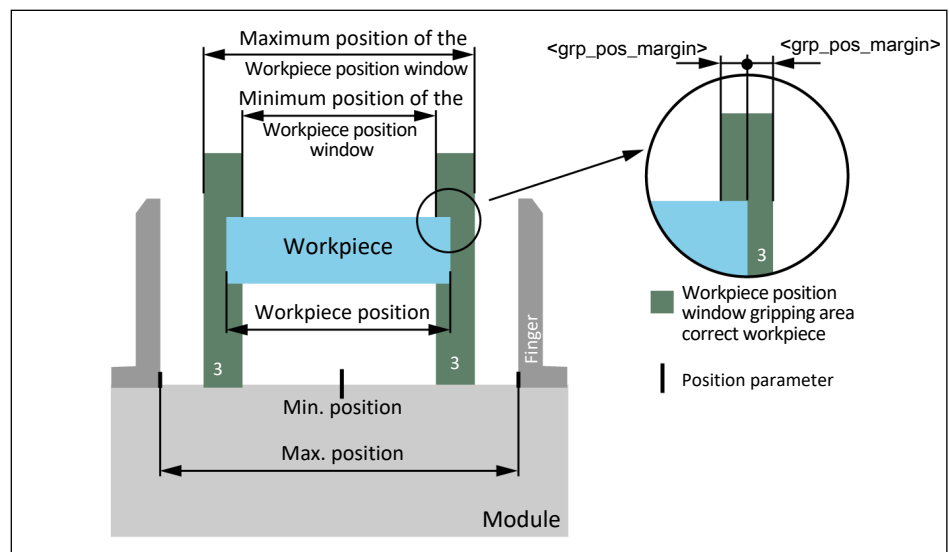 Maximum position of the
Workpiece position window
Minimum position of the
Workpiece position
window
<grp_pos_margin>
<grp_pos_margin>
Workpiece
Workpiece position
3
3
3
Finger
Min. position
Max. position
Module
Workpiece position
window gripping area
correct workpiece
Position parameter